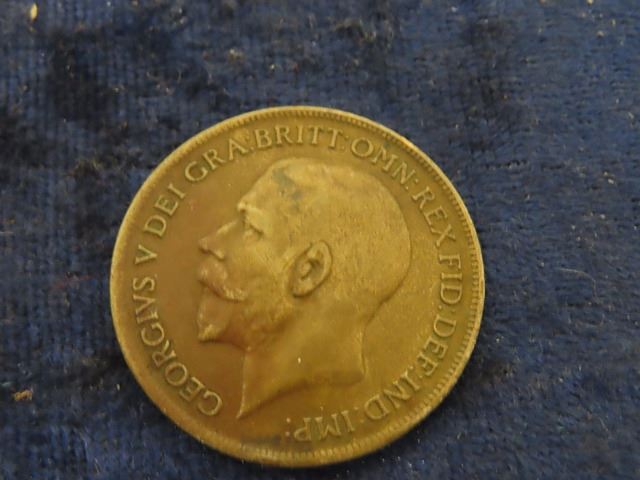 GEORGIVS V DEI GRA: BRITT: OMN: REX FID: DEF: IND: IMP: